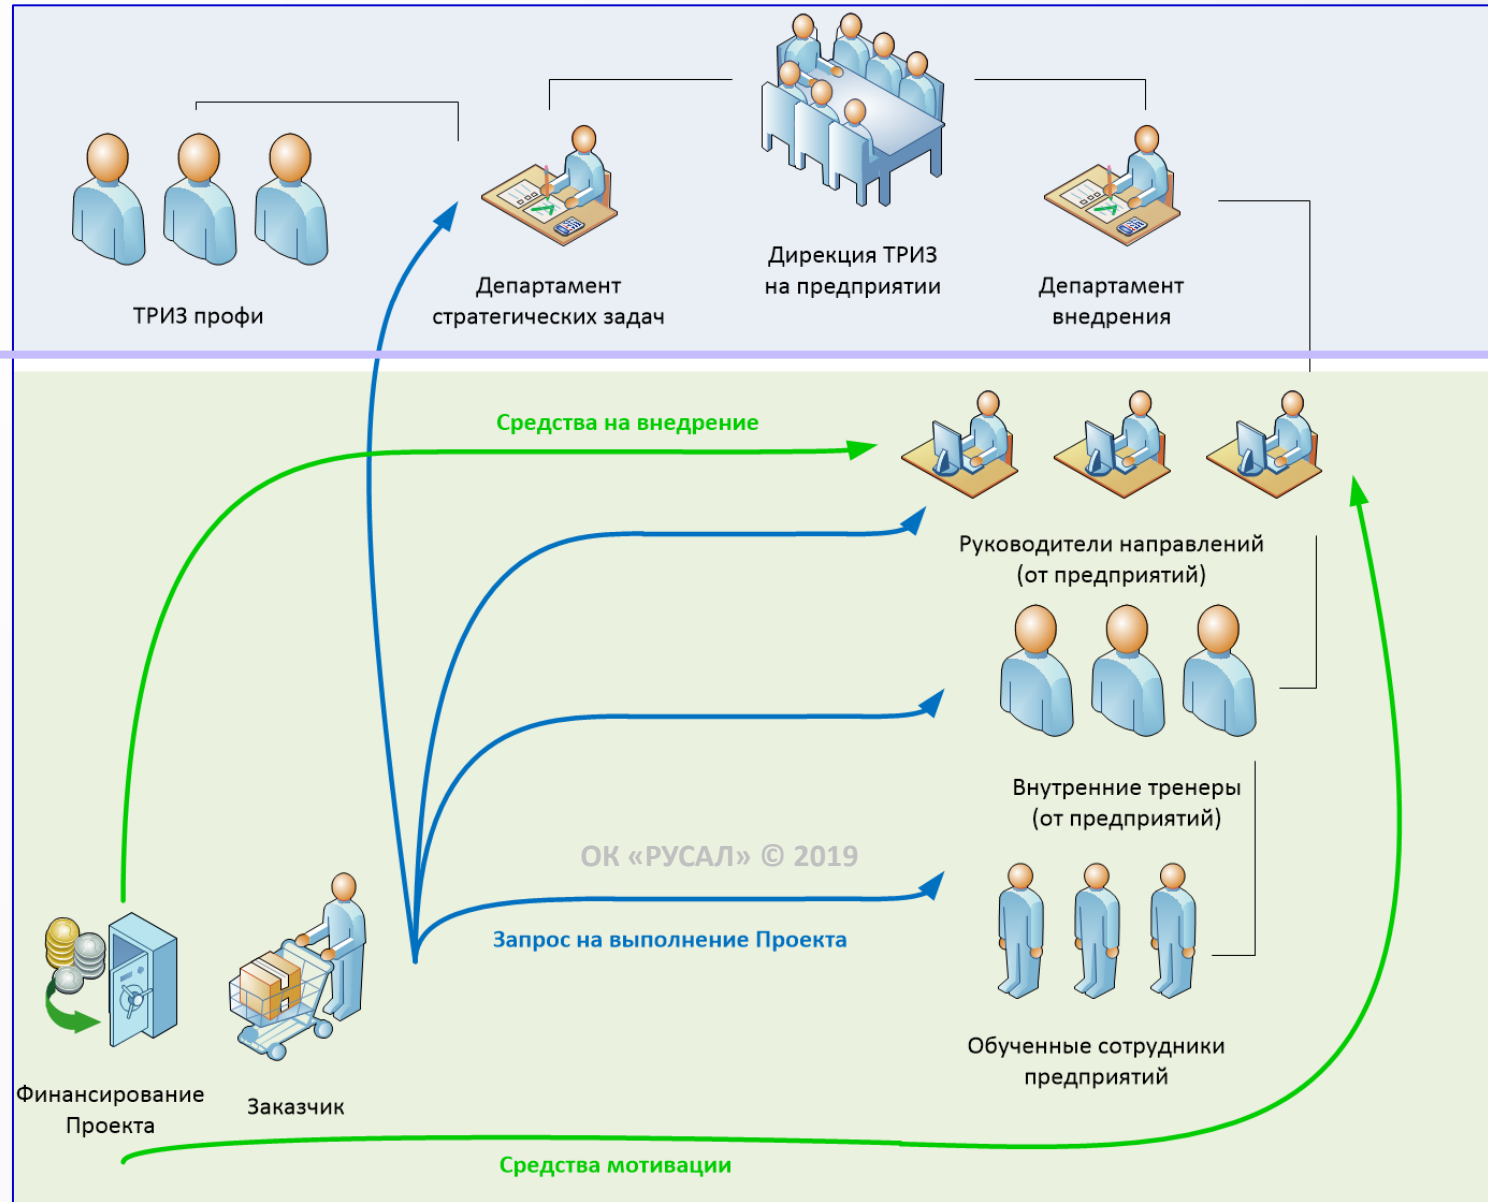 Дирекция ТРИЗ
на предприятии
Департамент
стратегических задач
Департамент
внедрения
ТРИЗ профи
Средства на внедрение
Руководители направлений
(от предприятий)
Внутренние тренеры
(от предприятий)
ОК «РУСАЛ» © 2019
Запрос на выполнение Проекта
Обученные сотрудники
предприятий
Финансирование
Проекта
Заказчик
Средства мотивации